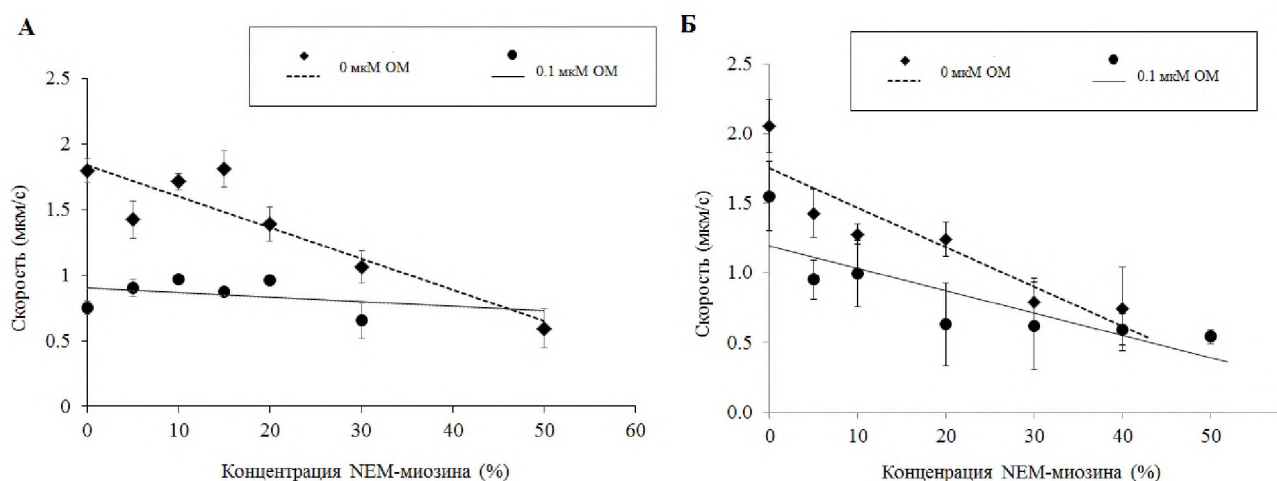 А
0 мкМ ОМ 0.1 мкМ ОМ
2.5
2
1.5
1
0.5
0
0 10 20 30 40 50 60
Скорость (мкм/с)
Концентрация NEM-миозина (%)
Б
0 мкМ ОМ 0.1 мкМ ОМ
2.5
2.0
1.5
1.0
0.5
0.0
0 10 20 30 40 50
Скорость (мкм/с)
Конценрация NEM-миозина (%)